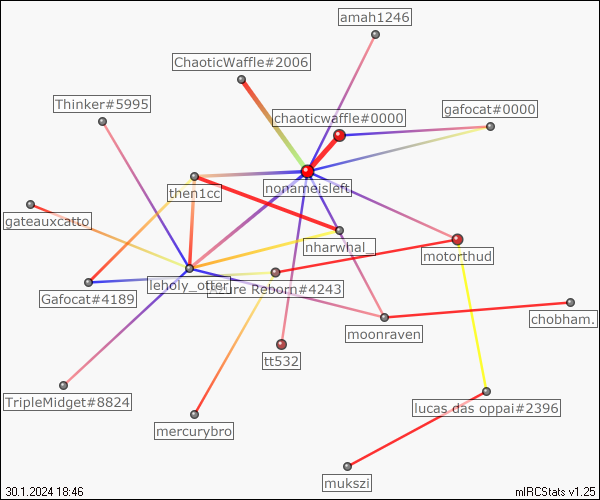 amah1246
ChaoticWaffle#2006
Thinker#5995
chaoticwaffle#0000
gafocat#0000
then1cc
nonameisleft
gateauxcatto
nharwhal_
motorthud
leholy_otter
Azure Reborn#4243
Gafocat#4189
moonraven
chobham.
tt532
TripleMidget#8824
lucas das oppai#2396
mercurybro
mukszi
30.1.2024 18:46
mIRCStats v1.25